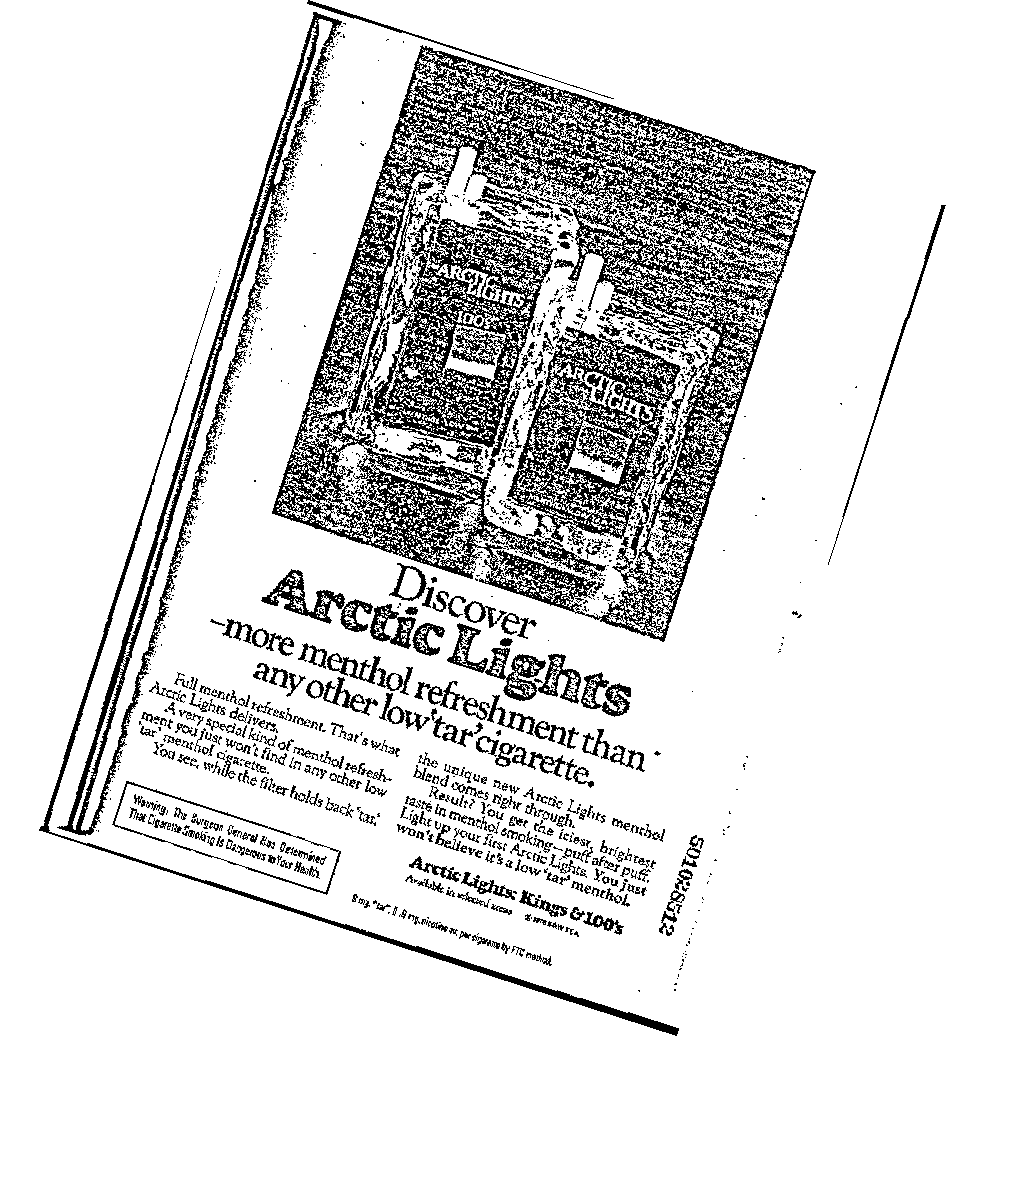 ARCTIC
LIGHTS
100's
ARCTIC
LIGHTS
Discover
Arctic Lights
–more menthol refreshment than
any other low 'tar' cigarette.
Full menthol refreshment. That's what
Arctic Lights delivers.
A very special kind of menthol refresh-
ment you just won't find in any other low
'tar' menthol cigarette.
You see, while the filter holds back 'tar,'
the unique new Arctic Lights menthol
blend comes right through.
Result? You get the iciest, brightest
taste in menthol smoking–puff after puff.
Light up your first Arctic Lights. You just
won't believe it's a low 'tar' menthol.
Arctic Lights: Kings & 100's
Available in selected areas
Warning: The Surgeon General Has Determined
That Cigarette Smoking Is Dangerous to Your Health.
mg. "tar", mg. nicotine av. per cigarette by FTC method.